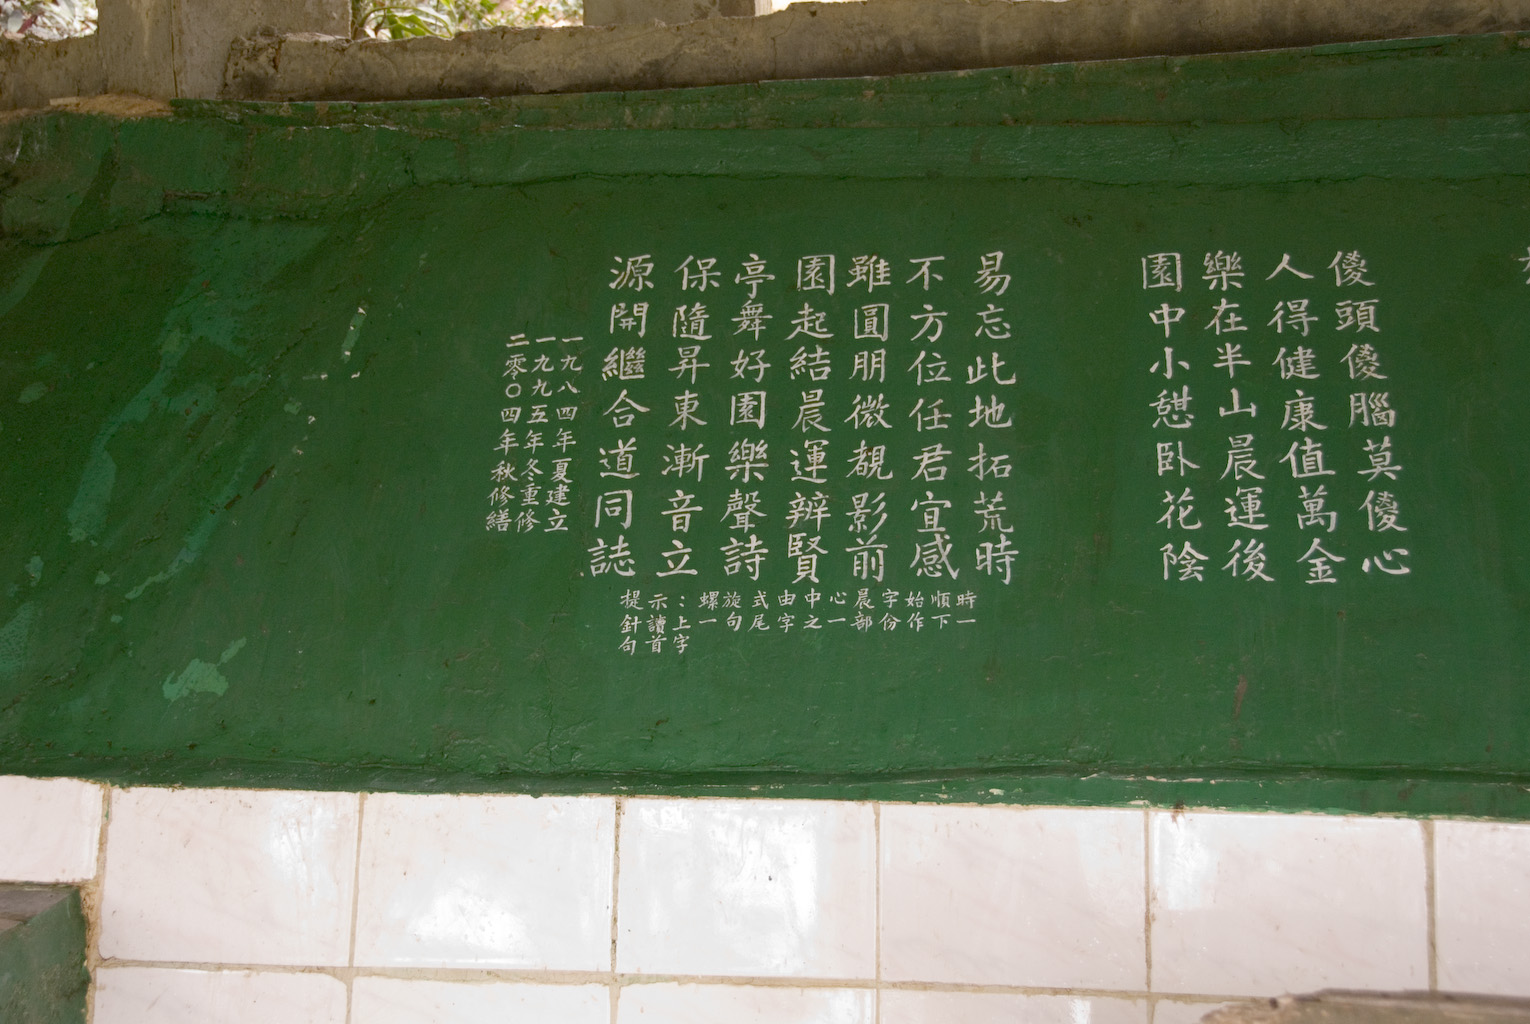 傻頭傻腦莫傻心
人得健康值萬金
樂在半山晨運後
園中小憩卧花陰
易忘此地拓荒時
不方位任君宜感
雖圓朋微覩影前
園起結晨運辨賢
亭舞好園樂聲詩
保隨昇東漸音立
源開繼合道同誌
提示：螺旋式由中心晨字始順時
針讀上一句尾字之一部份作下一
句首字
一九八四年夏建立
一九九五年冬重修
二零〇四年秋修繕